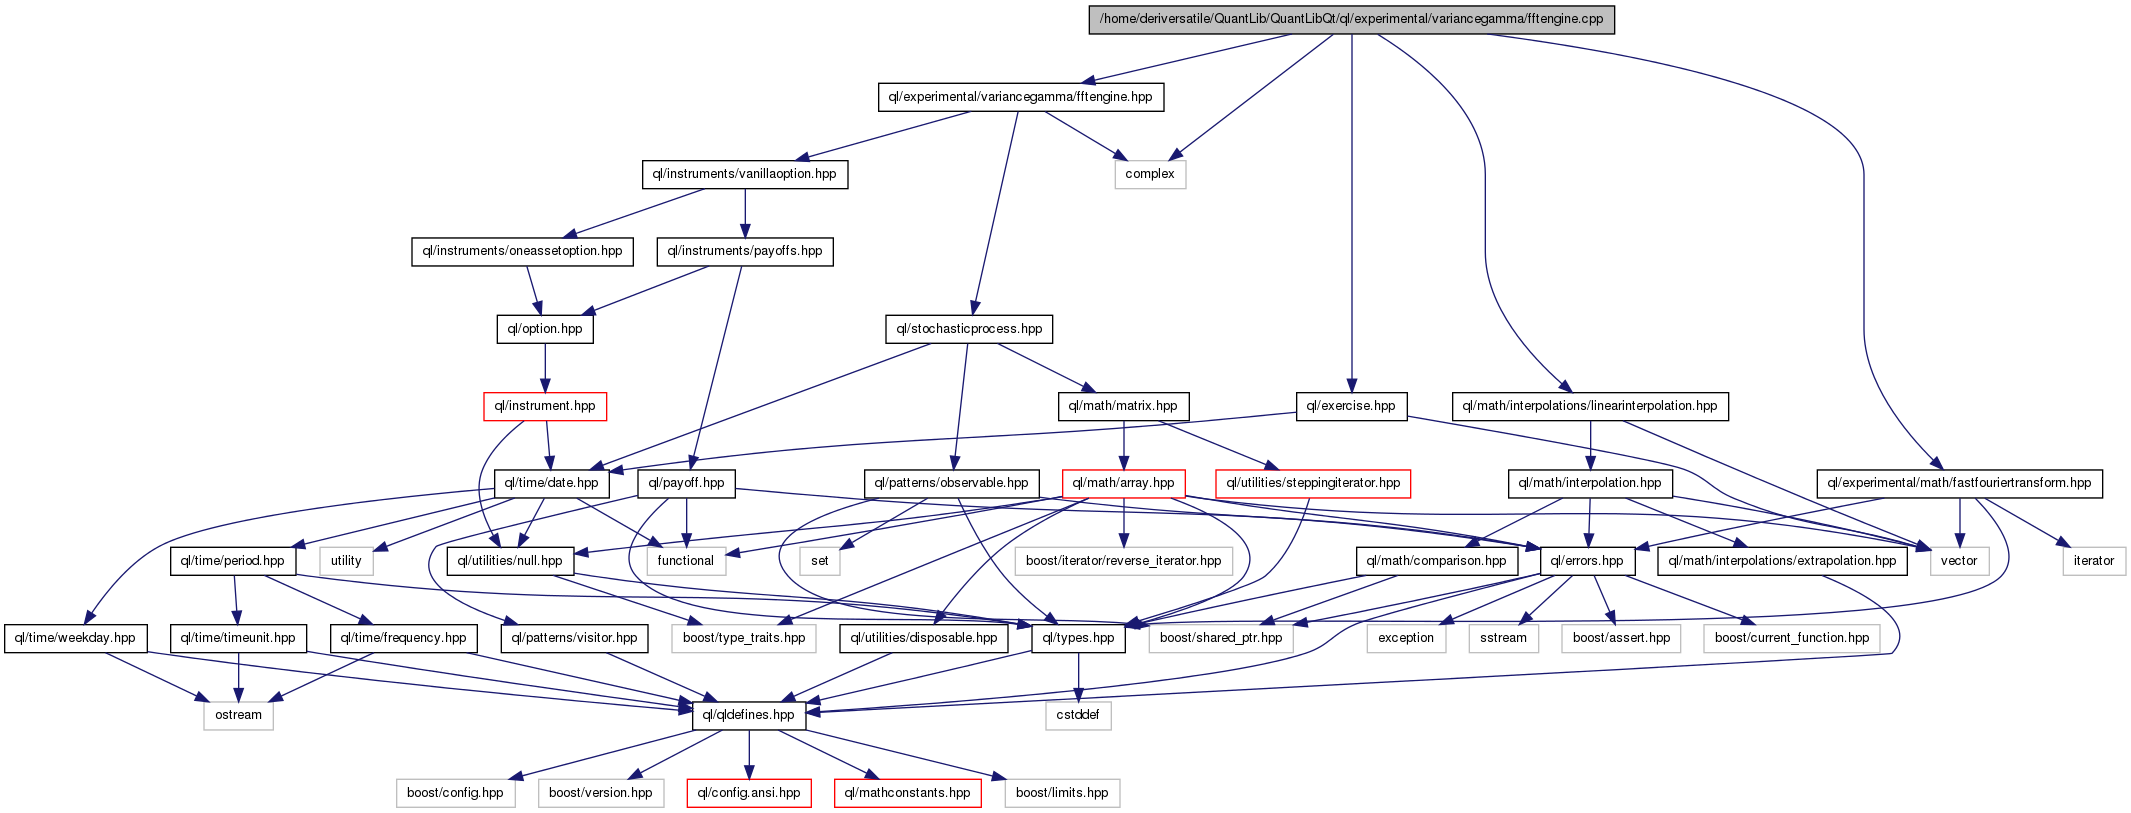 /home/deriversatile/QuantLib/QuantLibQt/ql/experimental/variancegamma/fftengine.cpp
ql/experimental/variancegamma/fftengine.hpp
ql/instruments/vanillaoption.hpp
complex
ql/instruments/oneassetoption.hpp
ql/instruments/payoffs.hpp
ql/option.hpp
ql/stochasticprocess.hpp
ql/instrument.hpp
ql/math/matrix.hpp
ql/exercise.hpp
ql/math/interpolations/linearinterpolation.hpp
ql/time/date.hpp
ql/payoff.hpp
ql/patterns/observable.hpp
ql/math/array.hpp
ql/utilities/steppingiterator.hpp
ql/math/interpolation.hpp
ql/experimental/math/fastfouriertransform.hpp
ql/time/period.hpp
utility
ql/utilities/null.hpp
functional
set
boost/iterator/reverse_iterator.hpp
ql/math/comparison.hpp
ql/errors.hpp
ql/math/interpolations/extrapolation.hpp
vector
iterator
ql/time/weekday.hpp
ql/time/timeunit.hpp
ql/time/frequency.hpp
ql/patterns/visitor.hpp
boost/type_traits.hpp
ql/utilities/disposable.hpp
ql/types.hpp
boost/shared_ptr.hpp
exception
sstream
boost/assert.hpp
boost/current_function.hpp
ostream
ql/qldefines.hpp
cstddef
boost/config.hpp
boost/version.hpp
ql/config.ansi.hpp
ql/mathconstants.hpp
boost/limits.hpp